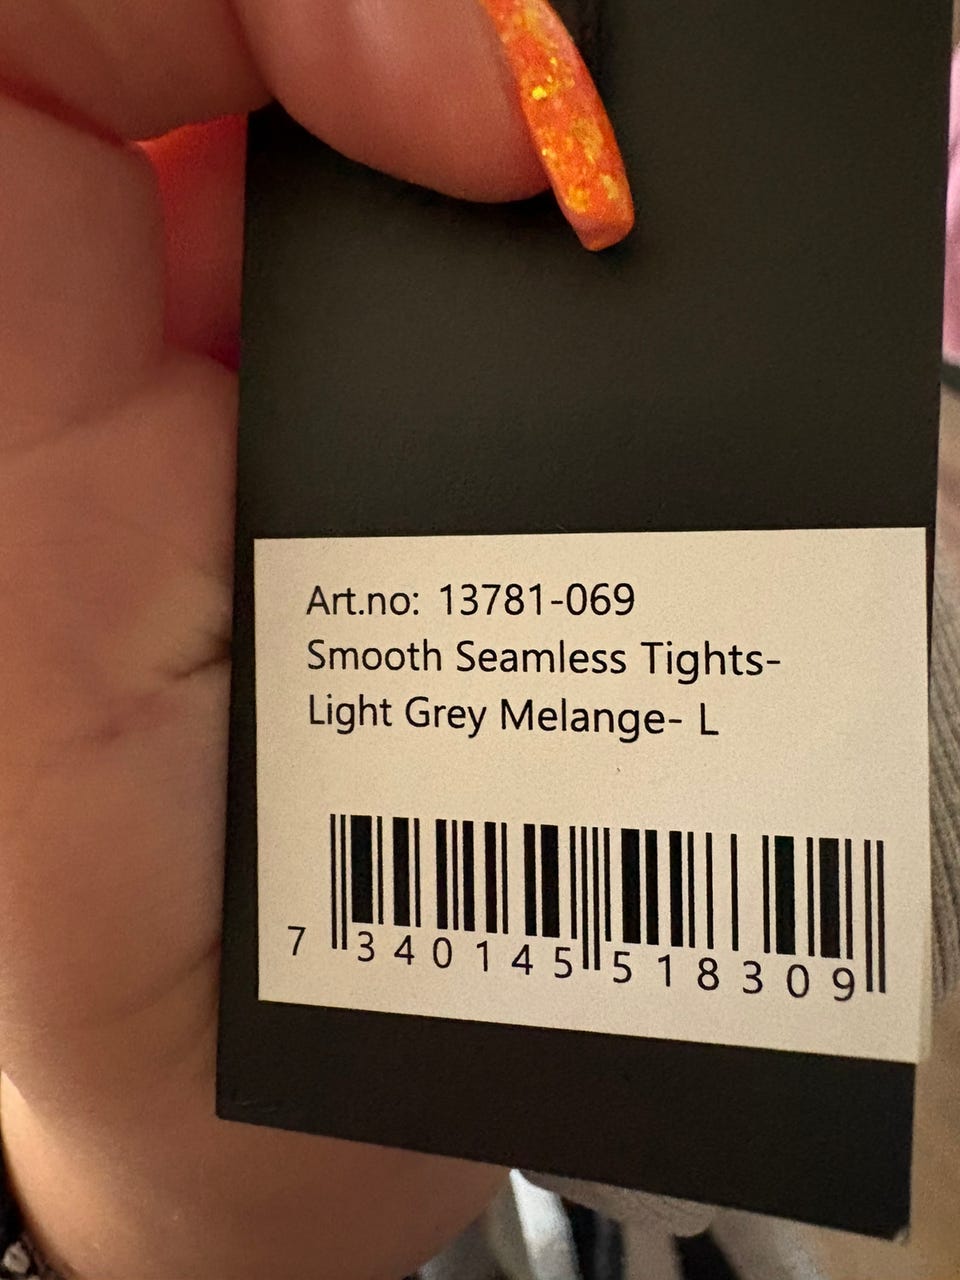 Art.no: 13781-069
Smooth Seamless Tights-
Light Grey Melange- L
7 340145 518309